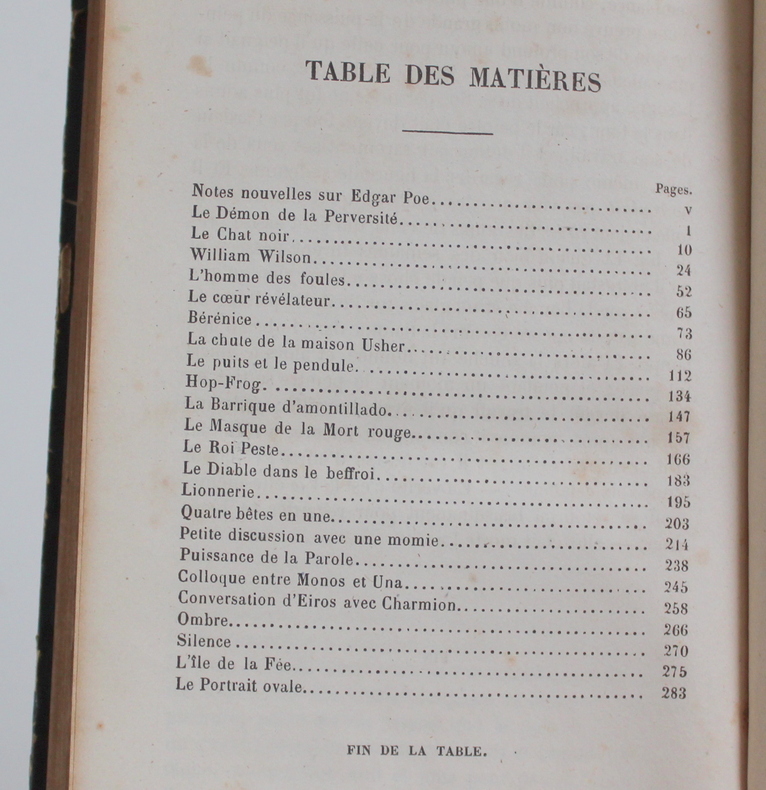 TABLE DES MATIÈRES
Pages.
Notes nouvelles sur Edgar Poe........................... v
Le Démon de la Perversité.............................. 1
Le Chat noir........................................... 10
William Wilson......................................... 24
L'homme des foules..................................... 52
Le cœur révélateur..................................... 65
Bérénice............................................... 73
La chute de la maison Usher............................ 86
Le puits et le pendule................................. 112
Hop-Frog............................................... 134
La Barrique d'amontillado.............................. 147
Le Masque de la Mort rouge............................. 157
Le Roi Peste........................................... 166
Le Diable dans le beffroi.............................. 183
Lionnerie.............................................. 195
Quatre bêtes en une.................................... 203
Petite discussion avec une momie....................... 214
Puissance de la Parole................................. 238
Colloque entre Monos et Una............................ 245
Conversation d'Eiros avec Charmion..................... 258
Ombre.................................................. 266
Silence................................................ 270
L'île de la Fée........................................ 275
Le Portrait ovale...................................... 283
FIN DE LA TABLE.